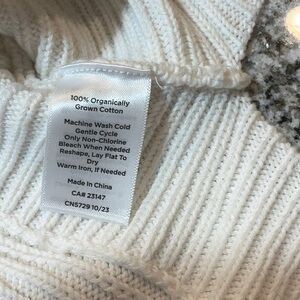 100% Organically
Grown Cotton
Machine Wash Cold
Gentle Cycle
Only Non-Chlorine
Bleach When Needed
Reshape, Lay Flat To
Dry
Warm Iron, If Needed
Made In China
CA# 23147
CN5729 10/23